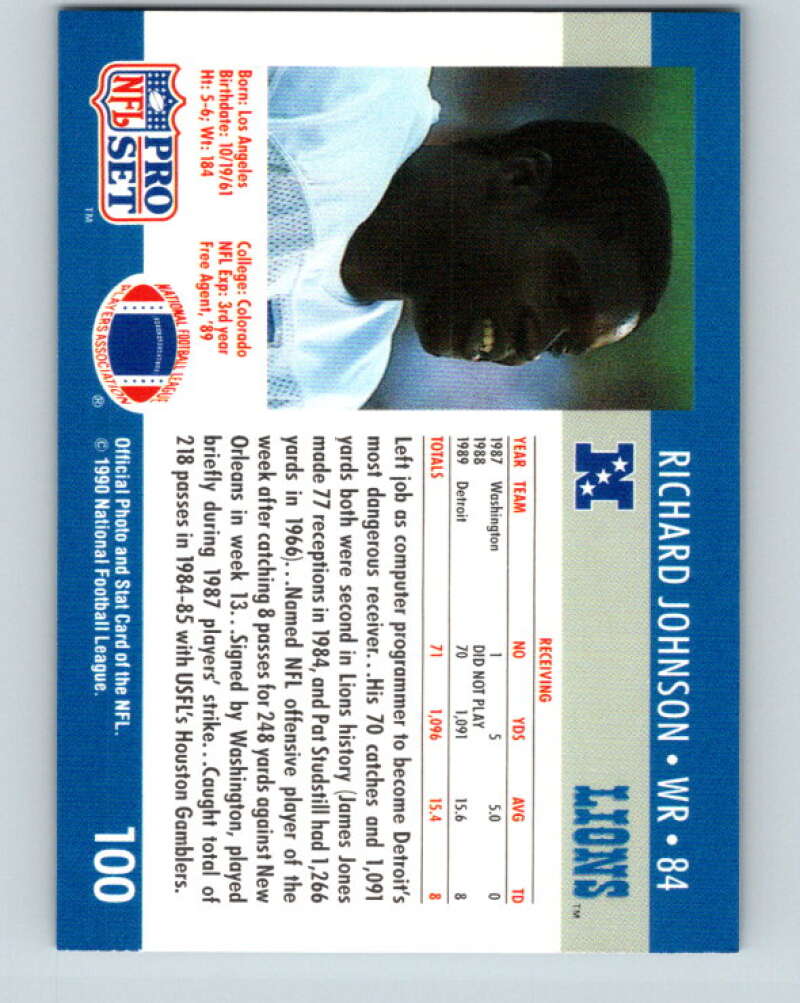 RICHARD JOHNSON • WR • 84
N
LIONS™
RECEIVING
YEAR TEAM NO YDS AVG TD
1987 Washington 1 5 5.0 0
1988 DID NOT PLAY
1989 Detroit 70 1,091 15.6 8
TOTALS 71 1,096 15.4 8
Left job as computer programmer to become Detroit's
most dangerous receiver...His 70 catches and 1,091
yards both were second in Lions history (James Jones
made 77 receptions in 1984, and Pat Studstill had 1,266
yards in 1966)...Named NFL offensive player of the
week after catching 8 passes for 248 yards against New
Orleans in week 13...Signed by Washington, played
briefly during 1987 players' strike...Caught total of
218 passes in 1984-85 with USFL's Houston Gamblers.
Born: Los Angeles
Birthdate: 10/19/61
Ht: 5-6; Wt: 184
College: Colorado
NFL Exp: 3rd year
Free Agent, '89
PRO
NFL SET
™
NATIONAL FOOTBALL LEAGUE
PLAYERS ASSOCIATION
®
Official Photo and Stat Card of the NFL.
© 1990 National Football League.
100